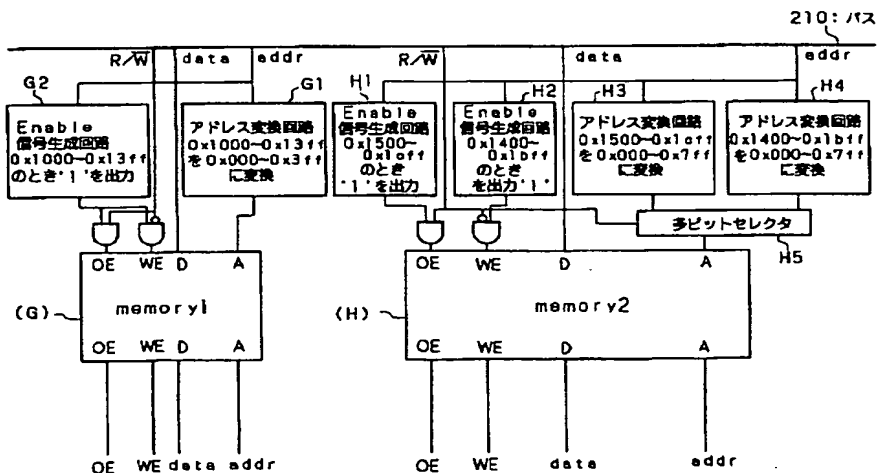 210: バス
R/W data addr R/W data addr
G2
G1
H1
H2
H3
H4
Enable
信号生成回路
0x1000~0x13ff
のとき'1'を出力
アドレス変換回路
0x1000~0x13ff
を0x000~0x3ff
に変換
Enable
信号生成回路
0x1500~
0x1off
のとき
'1'を出力
Enable
信号生成回路
0x1400~
0x1bff
のとき
を出力'1'
アドレス変換回路
0x1500~0x1off
を0x000~0x7ff
に変換
アドレス変換回路
0x1400~0x1bff
を0x000~0x7ff
に変換
多ビットセレクタ
H5
OE WE D A
(G)
memory1
OE WE D A
OE WE data addr
OE WE D A
(H)
memory2
OE WE D A
OE WE data addr